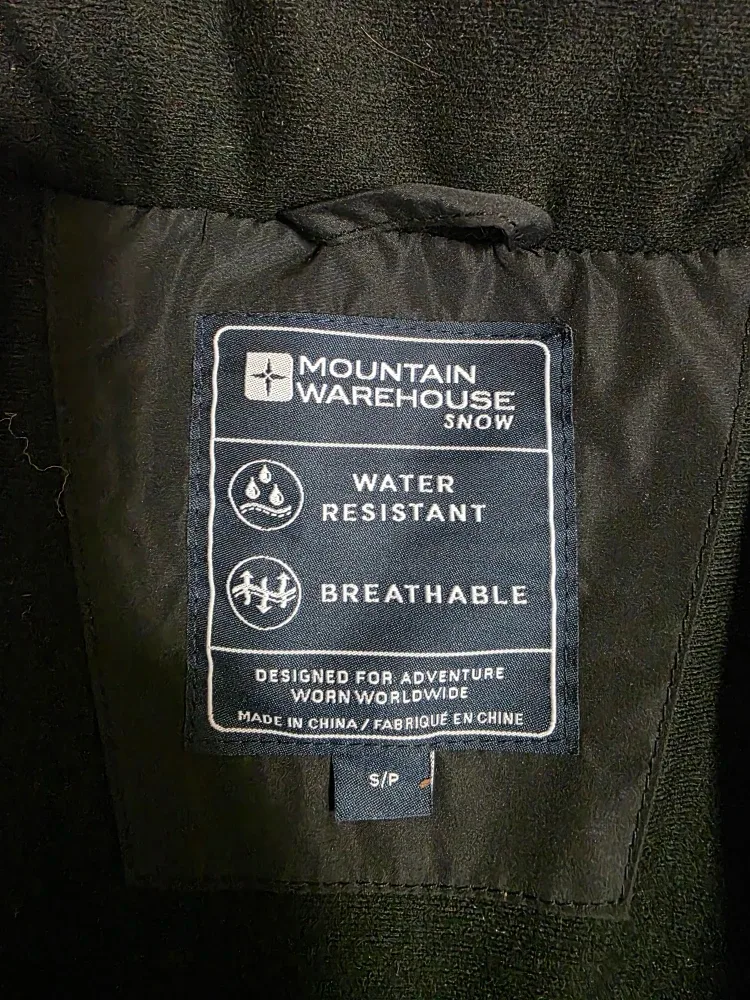 MOUNTAIN
WAREHOUSE
SNOW
WATER
RESISTANT
BREATHABLE
DESIGNED FOR ADVENTURE
WORN WORLDWIDE
MADE IN CHINA / FABRIQUÉ EN CHINE
S/P